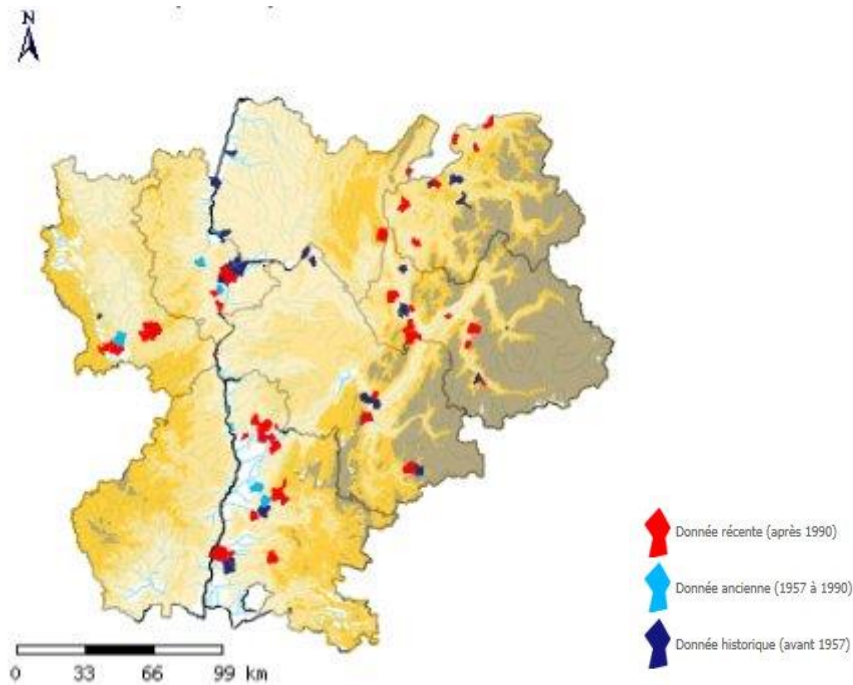 N
Donnée récente (après 1990)
Donnée ancienne (1957 à 1990)
Donnée historique (avant 1957)
0 33 66 99 km